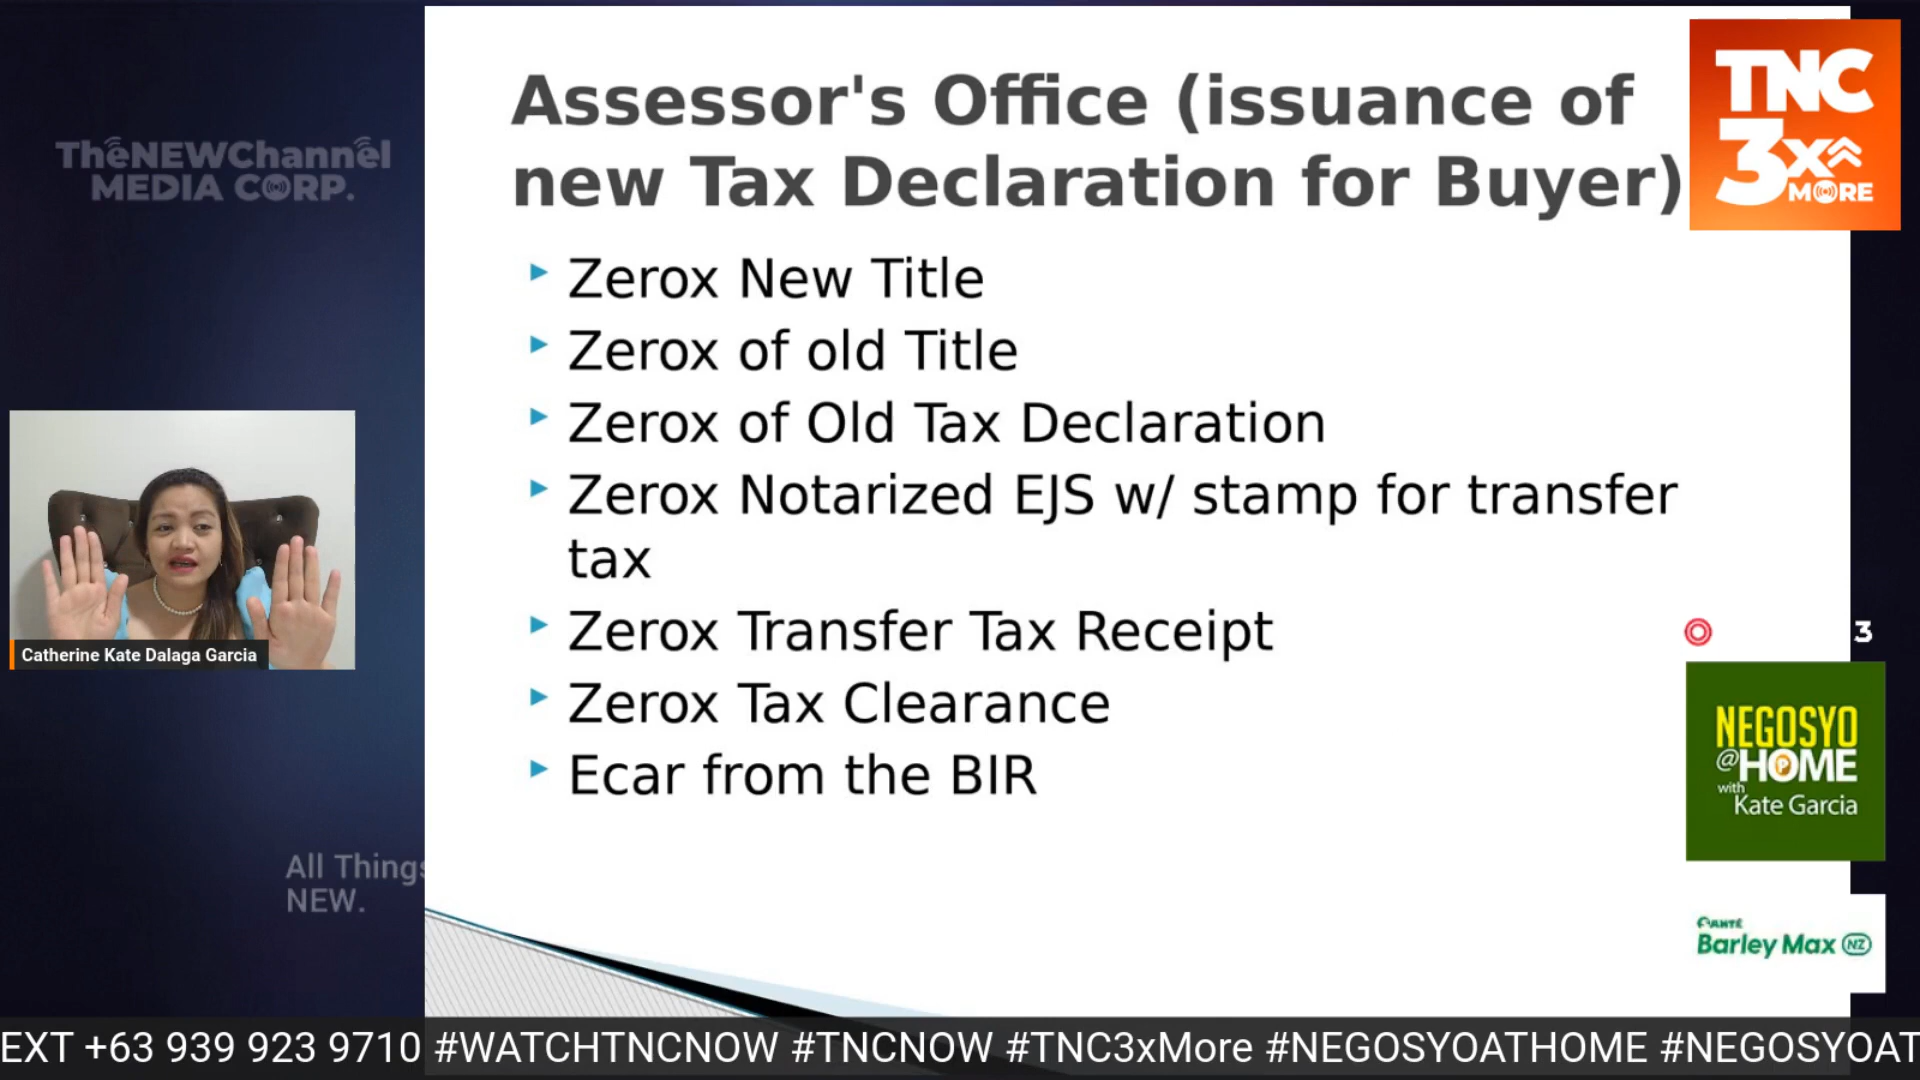 ThêNEWChannel
MEDIA CORP.
Assessor's Office (issuance of
new Tax Declaration for Buyer)
TNC
3x
MORE
Zerox New Title
Zerox of old Title
Zerox of Old Tax Declaration
Zerox Notarized EJS w/ stamp for transfer
tax
Zerox Transfer Tax Receipt
Zerox Tax Clearance
Ecar from the BIR
Catherine Kate Dalaga Garcia
3
NEGOSYO
@HOME
with
Kate Garcia
All Things
NEW.
Barley Max NZ
EXT +63 939 923 9710 #WATCHTNCNOW #TNCNOW #TNC3xMore #NEGOSYOATHOME #NEGOSYOAT